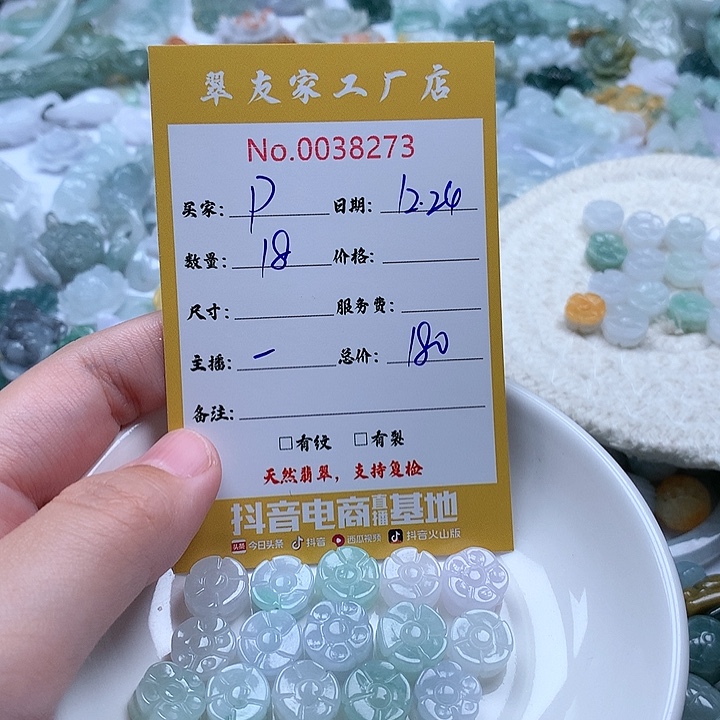 翠友家工厂店
No.0038273
买家: P 日期: 12.24
数量: 18 价格:
尺寸: 服务费:
主播: 一 总价: 180
备注:
□有纹 □有裂
天然翡翠，支持复检
抖音电商直播基地
头条 今日头条 抖音 西瓜视频 抖音火山版